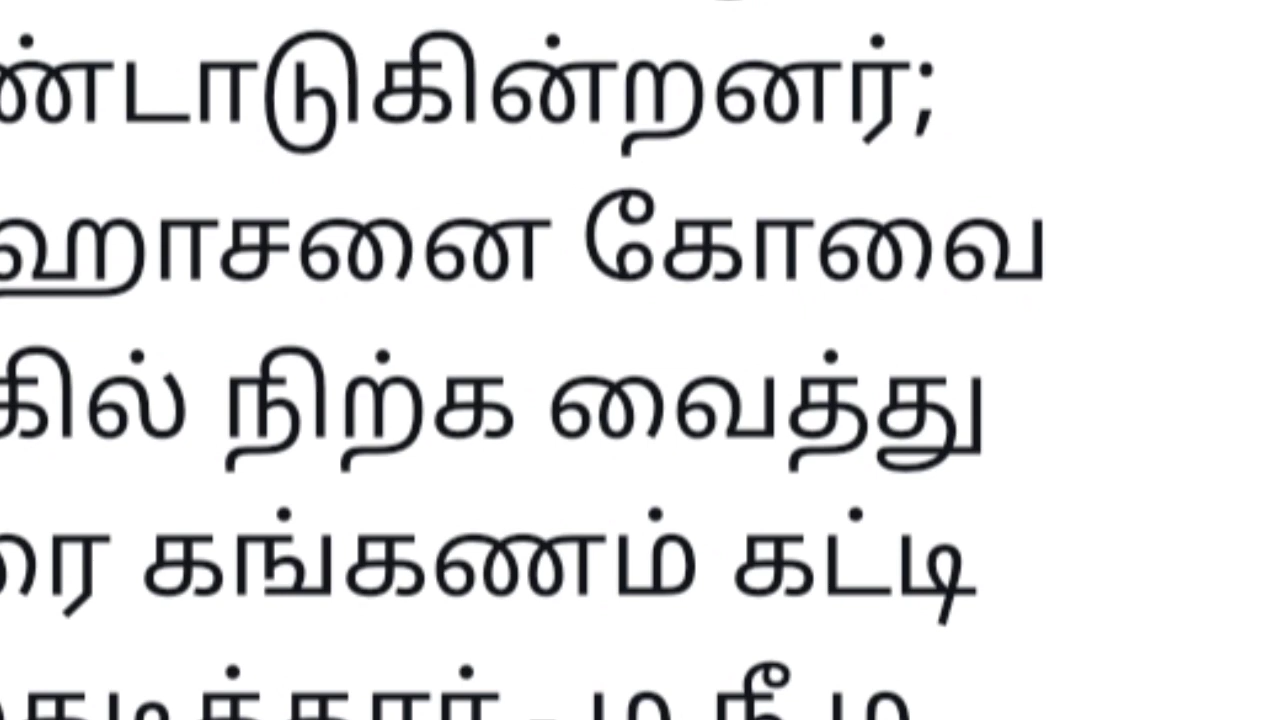 ண்டாடுகின்றனர்;
ஹாசனை கோவை
கில் நிற்க வைத்து
ரை கங்கணம் கட்டி